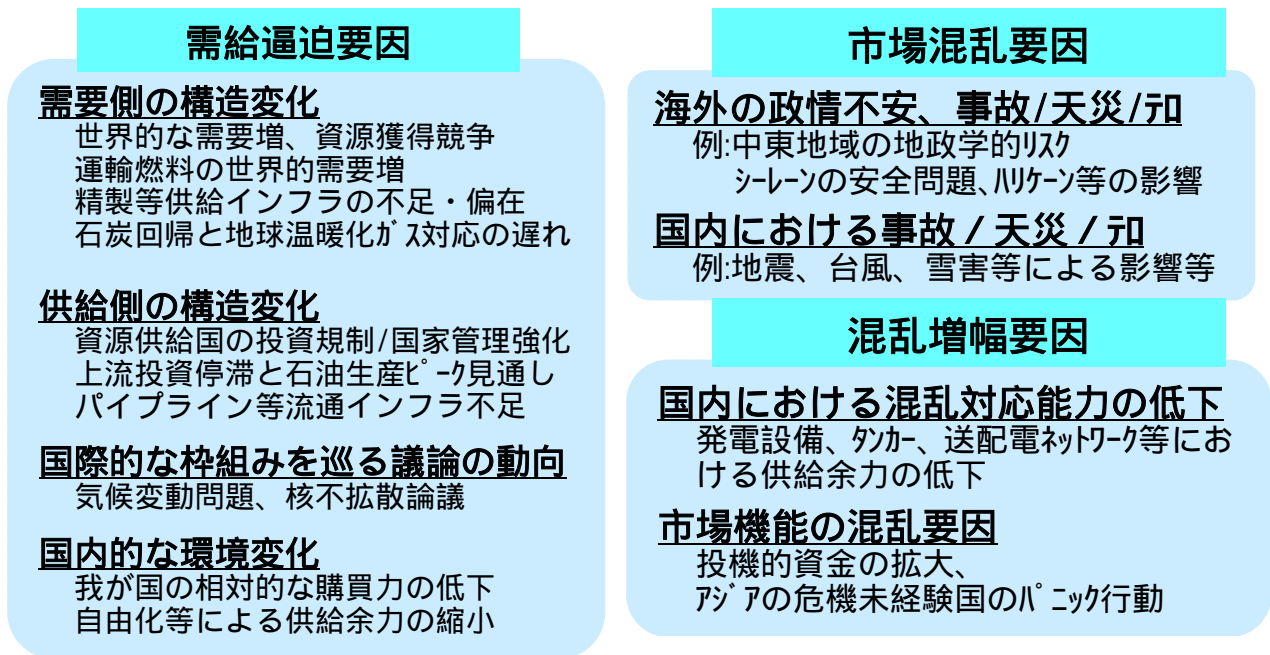 需給逼迫要因
需要側の構造変化
世界的な需要増、資源獲得競争
運輸燃料の世界的需要増
精製等供給インフラの不足・偏在
石炭回帰と地球温暖化ｶﾞｽ対応の遅れ
供給側の構造変化
資源供給国の投資規制/国家管理強化
上流投資停滞と石油生産ﾋﾟｰｸ見通し
パイプライン等流通インフラ不足
国際的な枠組みを巡る議論の動向
気候変動問題、核不拡散論議
国内的な環境変化
我が国の相対的な購買力の低下
自由化等による供給余力の縮小
市場混乱要因
海外の政情不安、事故/天災/ﾃﾛ
例:中東地域の地政学的ﾘｽｸ
ｼｰﾚｰﾝの安全問題､ﾊﾘｹｰﾝ等の影響
国内における事故／天災／ﾃﾛ
例:地震、台風、雪害等による影響等
混乱増幅要因
国内における混乱対応能力の低下
発電設備、ﾀﾝｶｰ、送配電ﾈｯﾄﾜｰｸ等にお
ける供給余力の低下
市場機能の混乱要因
投機的資金の拡大、
ｱｼﾞｱの危機未経験国のﾊﾟﾆｯｸ行動